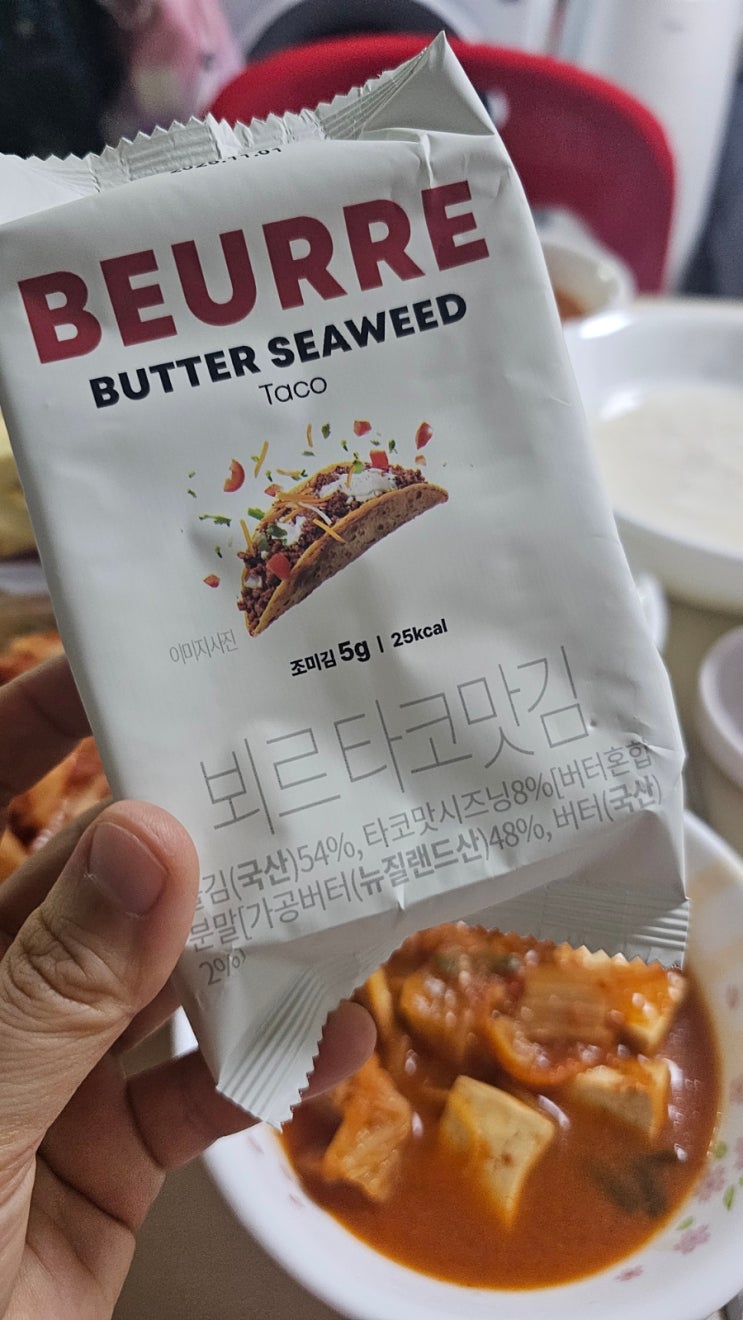 BEURRE
BUTTER SEAWEED
Taco
이미지사진
조미김 5g | 25kcal
뵈르타코맛김
김(국산)54%, 타코맛시즈닝8%[버터혼합
분말[가공버터(뉴질랜드산)48%, 버터(국산)
2%)